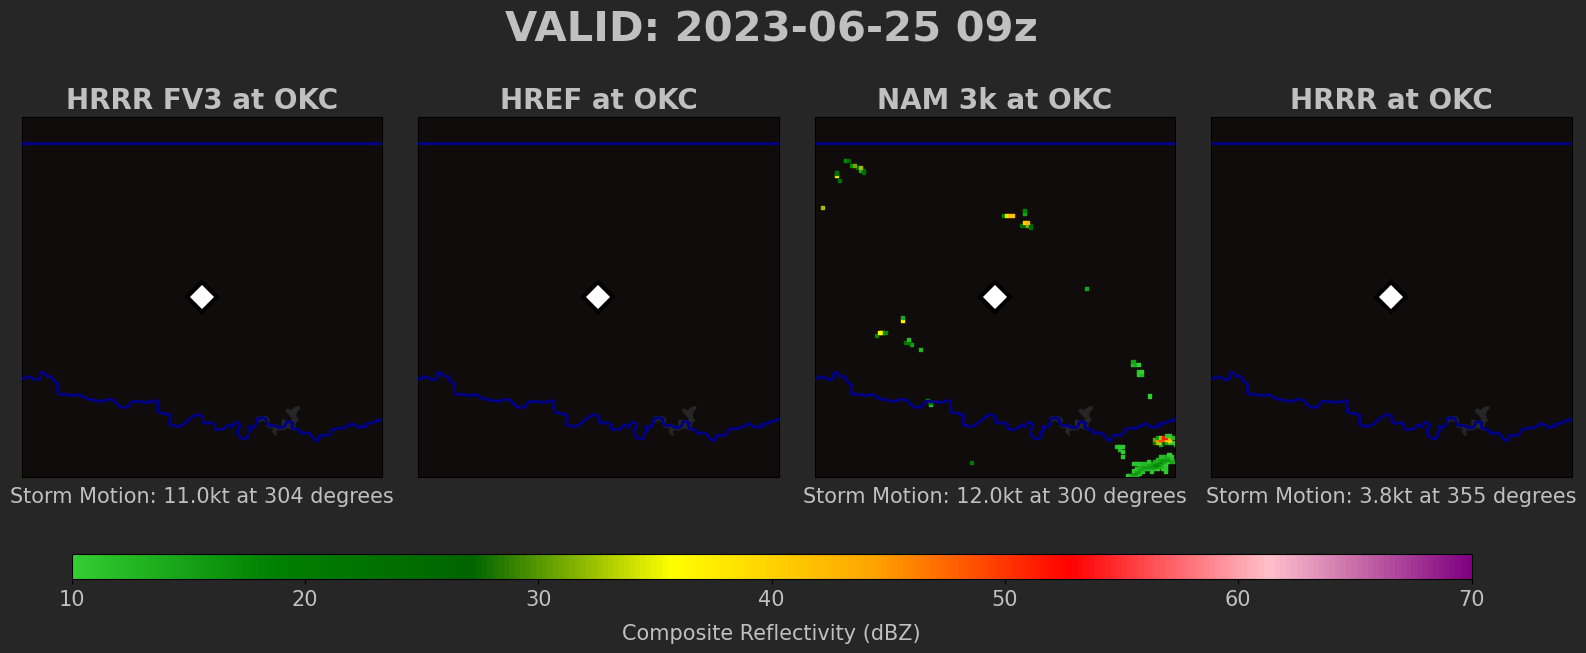 VALID: 2023-06-25 09z
HRRR FV3 at OKC
HREF at OKC
NAM 3k at OKC
HRRR at OKC
Storm Motion: 11.0kt at 304 degrees
Storm Motion: 12.0kt at 300 degrees
Storm Motion: 3.8kt at 355 degrees
10 20 30 40 50 60 70
Composite Reflectivity (dBZ)